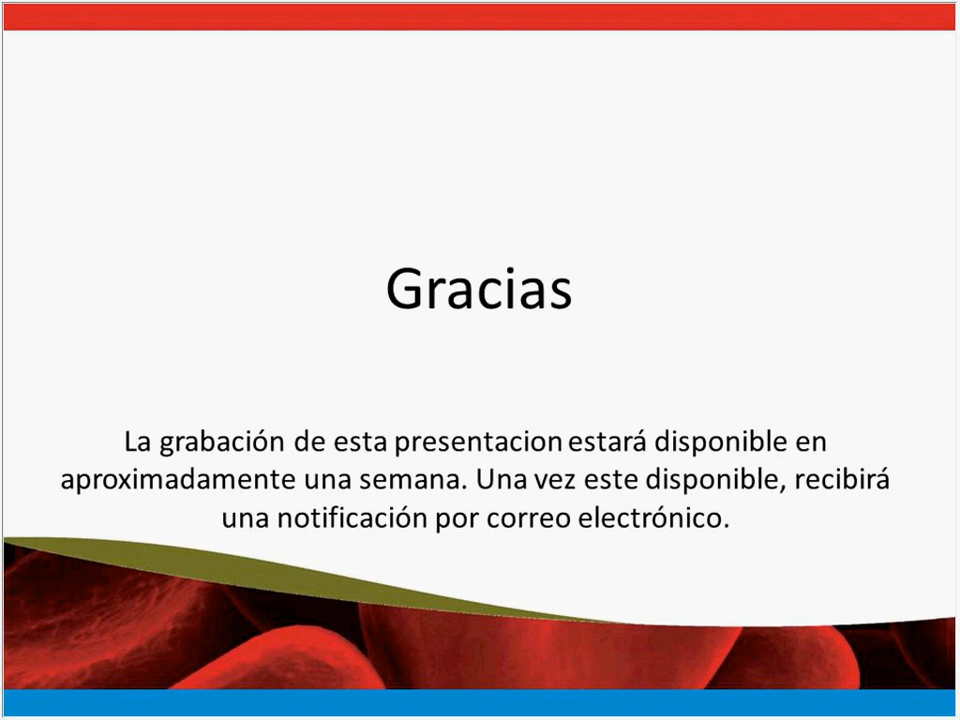 Gracias
La grabación de esta presentacion estará disponible en
aproximadamente una semana. Una vez este disponible, recibirá
una notificación por correo electrónico.